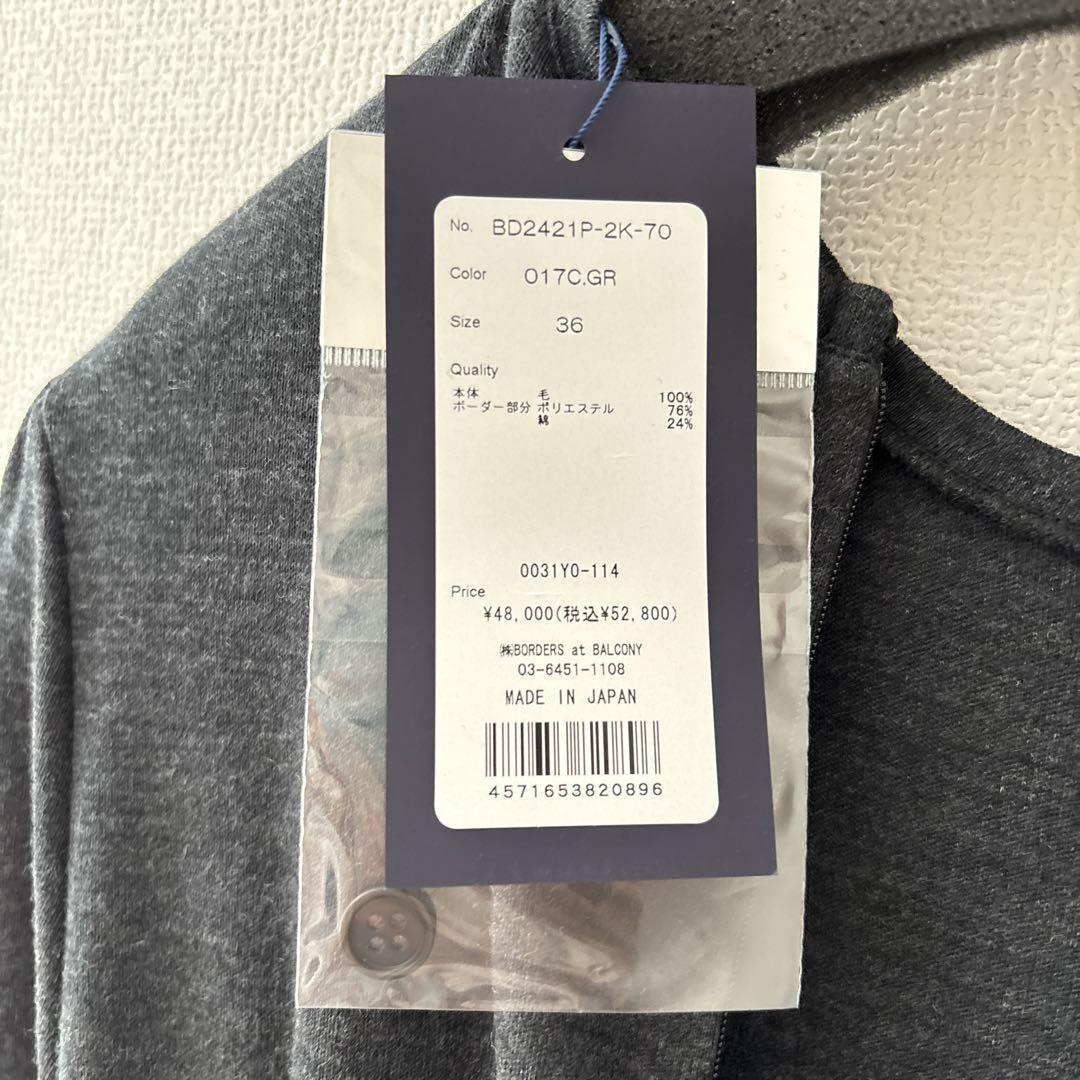 No. BD2421P-2K-70
Color 017C.GR
Size 36
Quality
本体 毛 100%
ボーダー部分 ポリエステル 76%
綿 24%
0031Y0-114
Price
¥48,000(税込¥52,800)
㈱BORDERS at BALCONY
03-6451-1108
MADE IN JAPAN
4571653820896